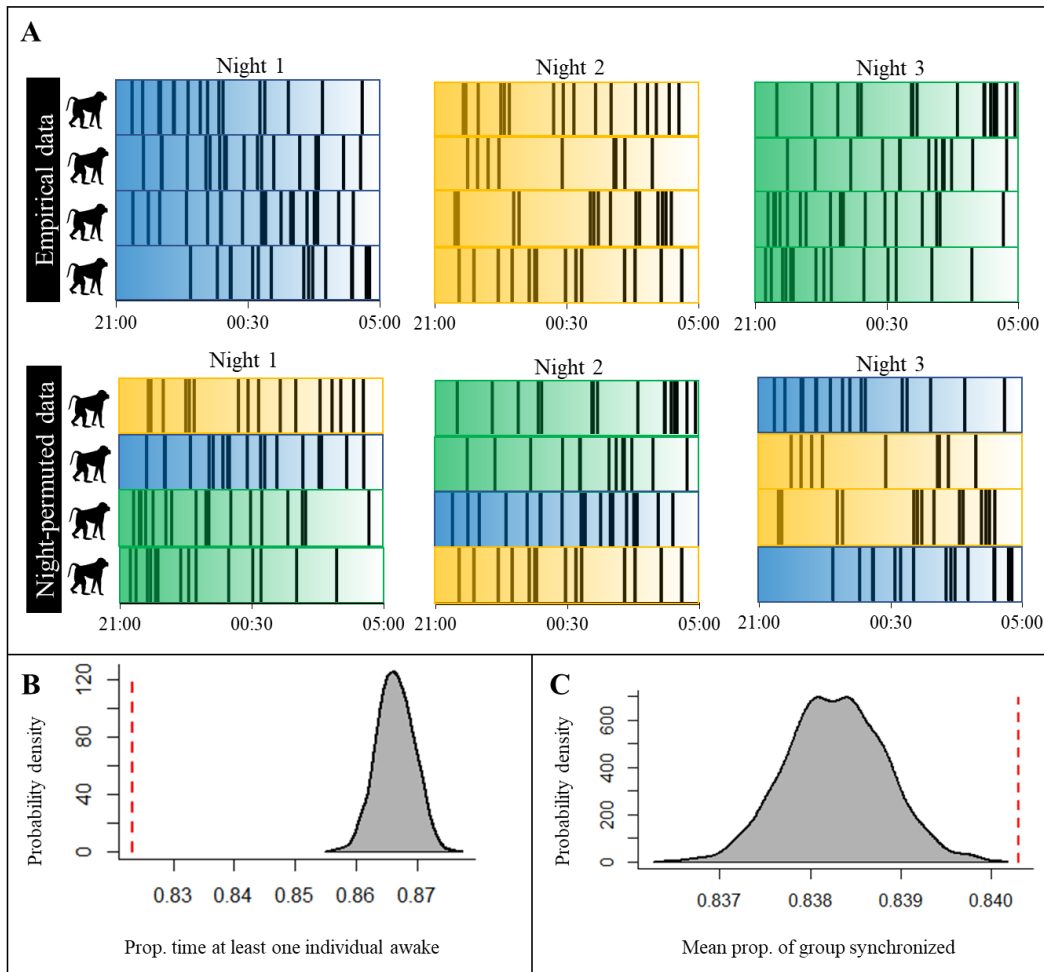 A
Night 1 Night 2 Night 3
Empirical data
21:00 00:30 05:00 21:00 00:30 05:00 21:00 00:30 05:00
Night 1 Night 2 Night 3
Night-permuted data
21:00 00:30 05:00 21:00 00:30 05:00 21:00 00:30 05:00
B
Probability density
120
80
40
0
0.83 0.84 0.85 0.86 0.87
Prop. time at least one individual awake
C
Probability density
600
400
200
0
0.837 0.838 0.839 0.840
Mean prop. of group synchronized